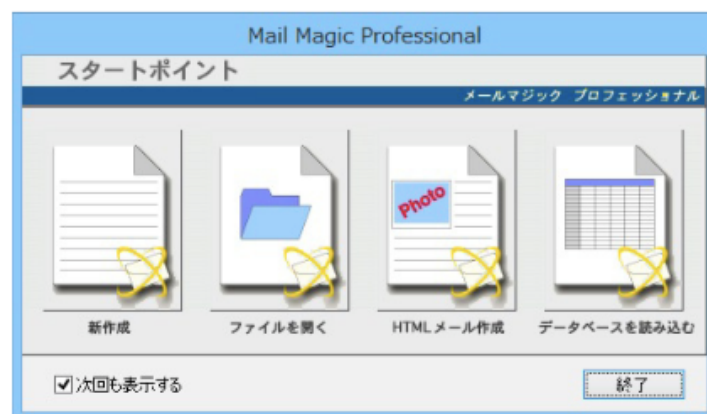 Mail Magic Professional
スタートポイント
メールマジック プロフェッショナル
Photo
新作成
ファイルを開く
HTMLメール作成
データベースを読み込む
次回も表示する
終了